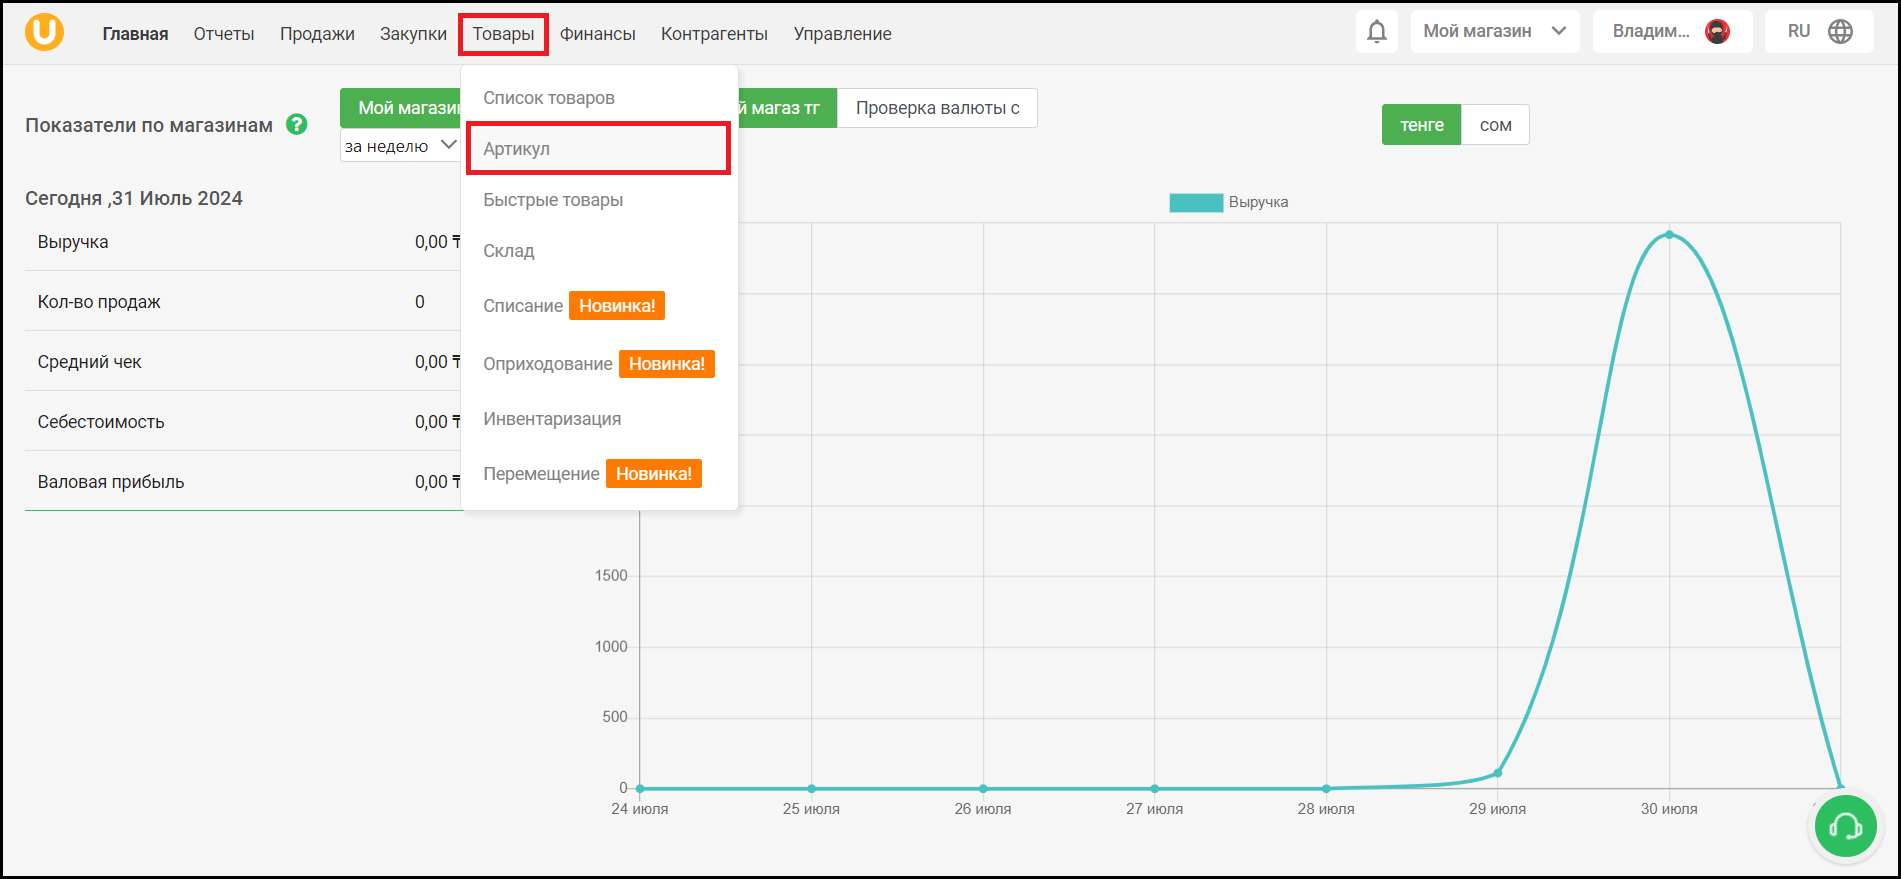 U
Главная Отчеты Продажи Закупки Товары Финансы Контрагенты Управление
Мой магазин
Владим...
RU
Показатели по магазинам ?
Мой магазин
й магаз тг
Проверка валюты с
за неделю
тенге сом
Список товаров
Артикул
Быстрые товары
Склад
Списание Новинка!
Оприходование Новинка!
Инвентаризация
Перемещение Новинка!
Сегодня ,31 Июль 2024
Выручка 0,00 ₸
Кол-во продаж 0
Средний чек 0,00 ₸
Себестоимость 0,00 ₸
Валовая прибыль 0,00 ₸
Выручка
1500
1000
500
0
24 июля 25 июля 26 июля 27 июля 28 июля 29 июля 30 июля